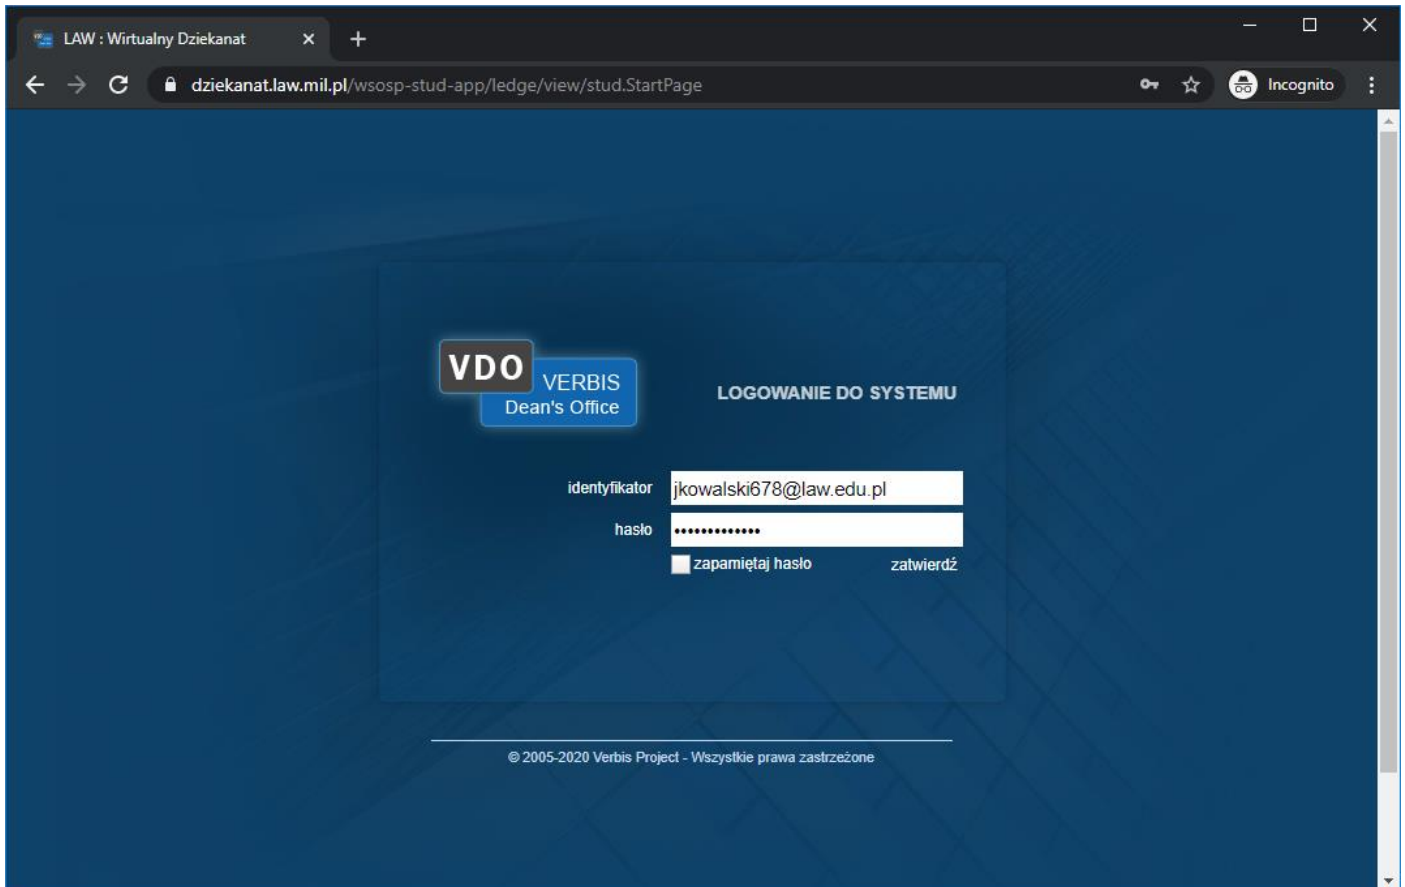 LAW : Wirtualny Dziekanat
dziekanat.law.mil.pl/wsosp-stud-app/ledge/view/stud.StartPage
Incognito
VDO
VERBIS
Dean's Office
LOGOWANIE DO SYSTEMU
identyfikator jkowalski678@law.edu.pl
hasło •••••••••••••
zapamiętaj hasło zatwierdź
© 2005-2020 Verbis Project - Wszystkie prawa zastrzeżone